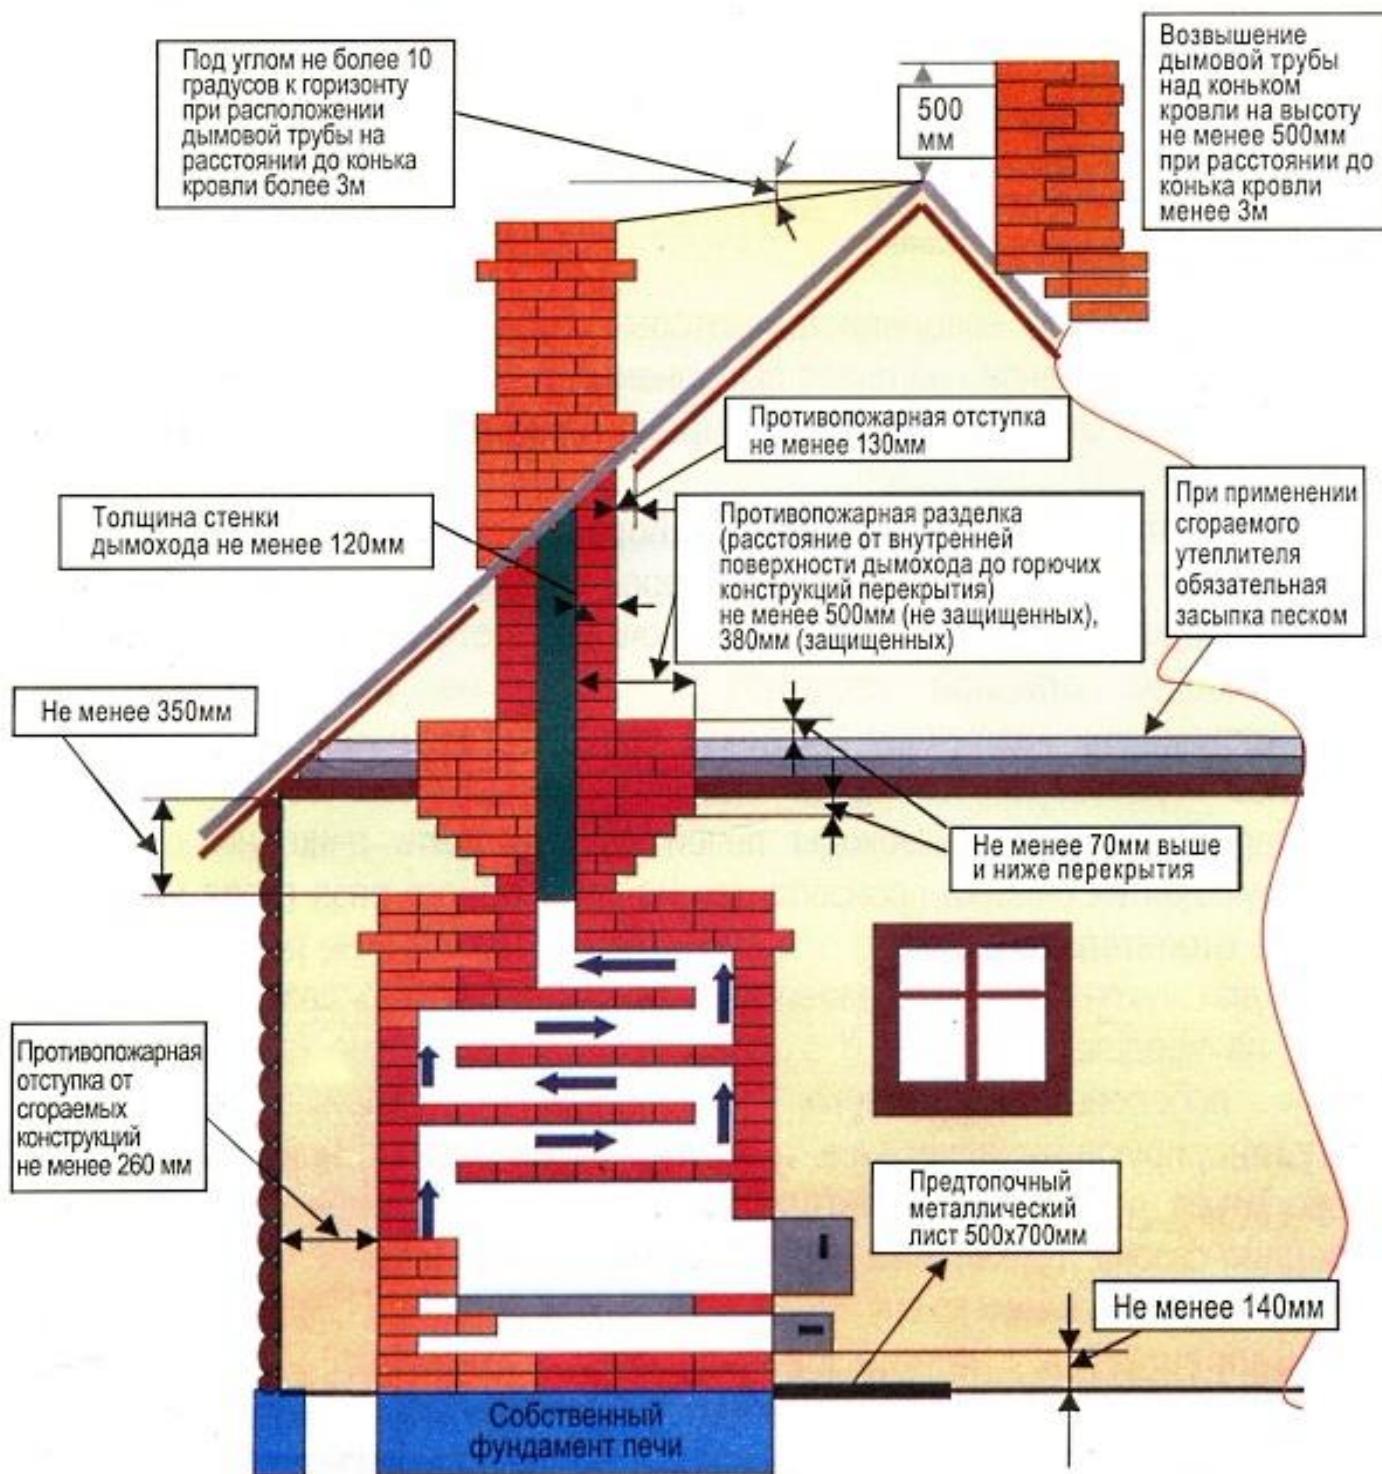 Под углом не более 10
градусов к горизонту
при расположении
дымовой трубы на
расстоянии до конька
кровли более 3м
500
мм
Возвышение
дымовой трубы
над коньком
кровли на высоту
не менее 500мм
при расстоянии до
конька кровли
менее 3м
Противопожарная отступка
не менее 130мм
Толщина стенки
дымохода не менее 120мм
Противопожарная разделка
(расстояние от внутренней
поверхности дымохода до горючих
конструкций перекрытия)
не менее 500мм (не защищенных),
380мм (защищенных)
При применении
сгораемого
утеплителя
обязательная
засыпка песком
Не менее 350мм
Не менее 70мм выше
и ниже перекрытия
Противопожарная
отступка от
сгораемых
конструкций
не менее 260 мм
Предтопочный
металлический
лист 500х700мм
Не менее 140мм
Собственный
фундамент печи